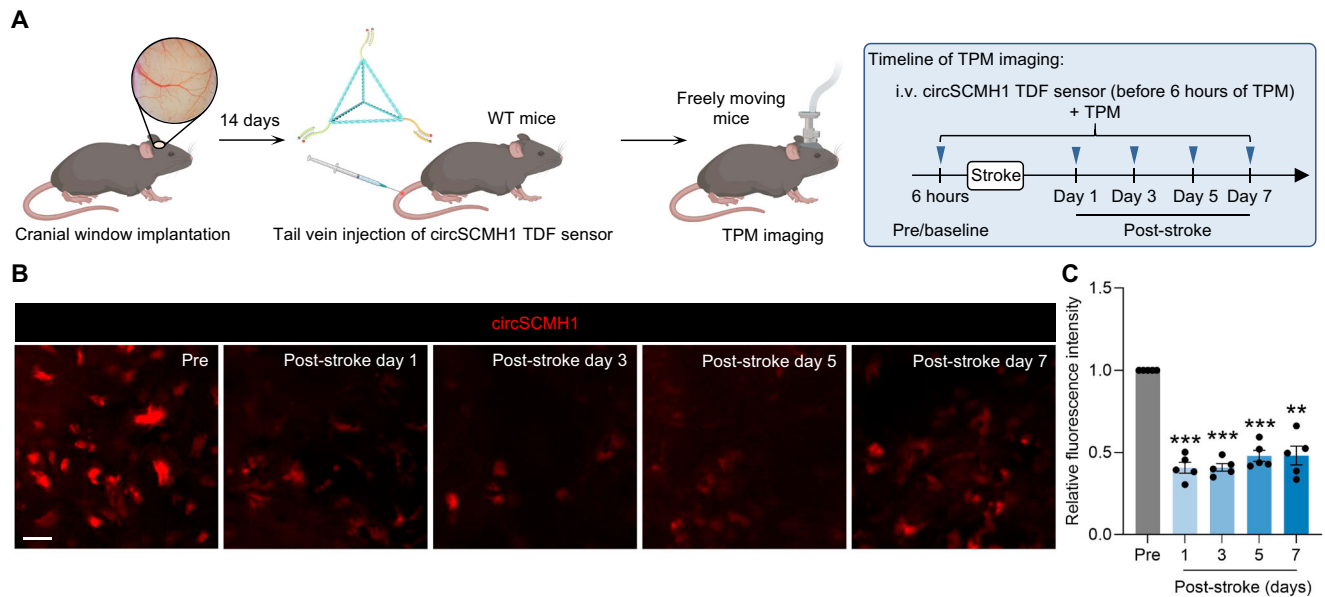 A
14 days
WT mice
Freely moving
mice
Cranial window implantation
Tail vein injection of circSCMH1 TDF sensor
TPM imaging
Timeline of TPM imaging:
i.v. circSCMH1 TDF sensor (before 6 hours of TPM)
+ TPM
Stroke
6 hours
Day 1
Day 3
Day 5
Day 7
Pre/baseline
Post-stroke
B
circSCMH1
Pre
Post-stroke day 1
Post-stroke day 3
Post-stroke day 5
Post-stroke day 7
C
Relative fluorescence intensity
1.5
1.0
0.5
0.0
***
***
***
**
Pre
1
3
5
7
Post-stroke (days)